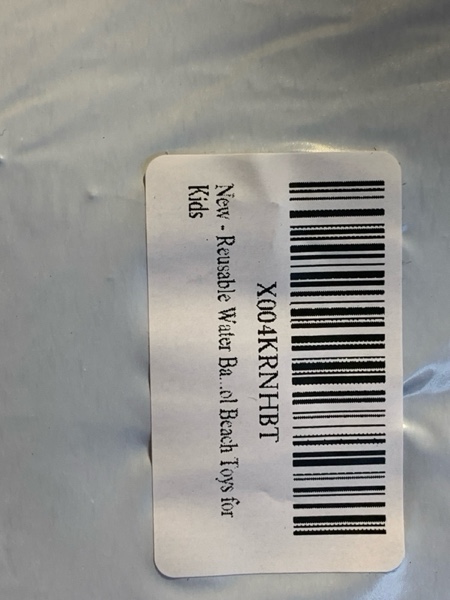 X004KRNHBT
New - Reusable Water Ba...ol Beach Toys for
Kids